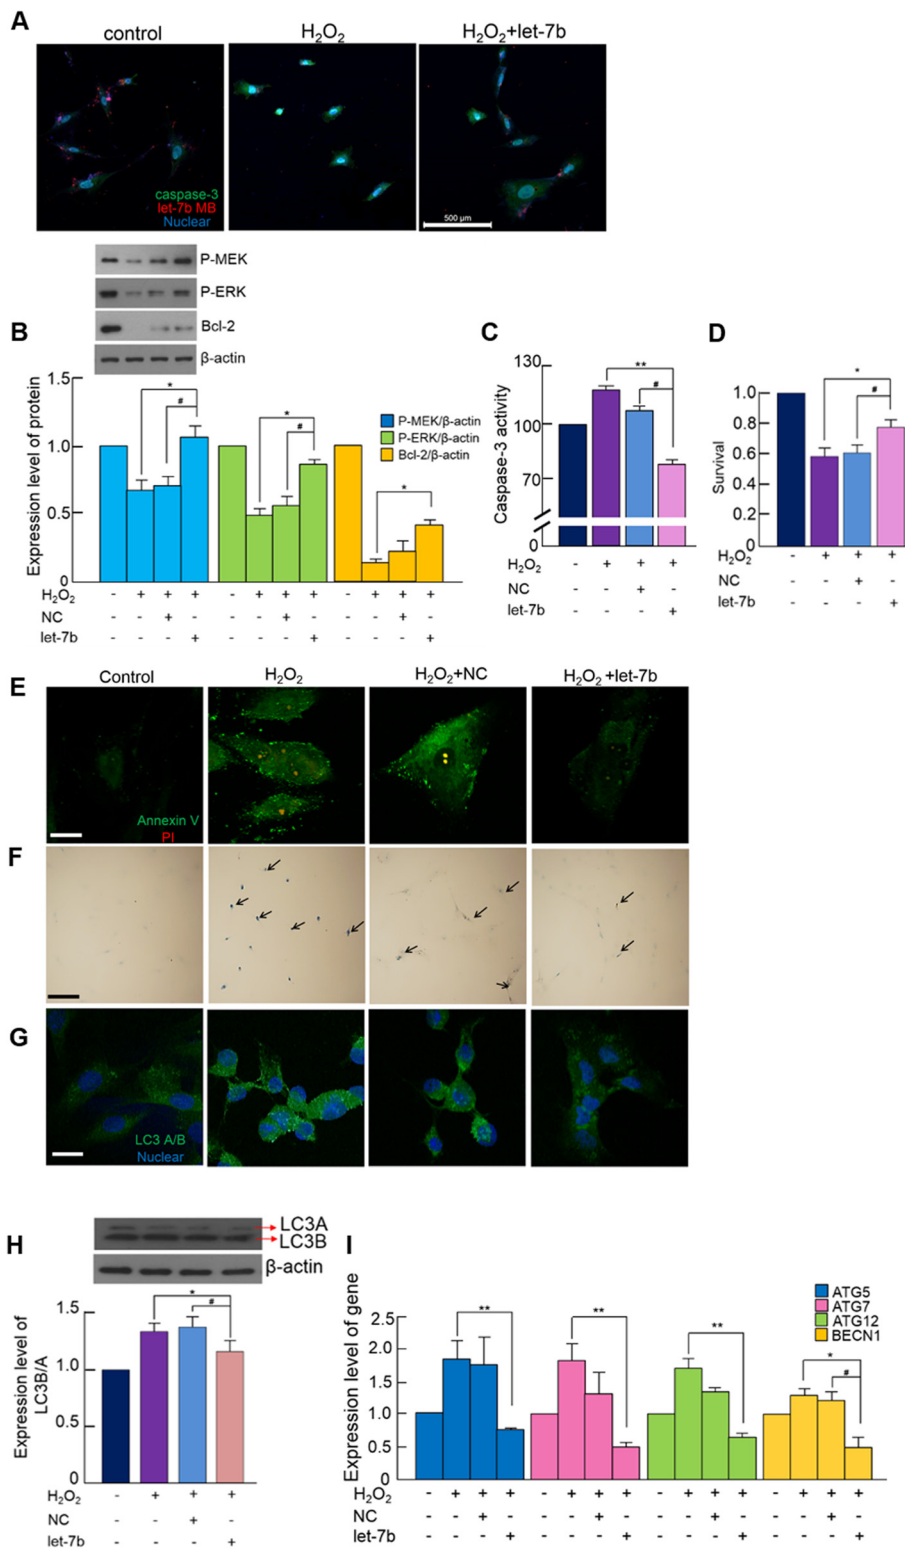 A
control
H2O2
H2O2+let-7b
caspase-3
let-7b MB
Nuclear
500 µm
P-MEK
P-ERK
Bcl-2
β-actin
B
Expression level of protein
1.5
1.0
0.5
0
*
#
*
#
*
P-MEK/β-actin
P-ERK/β-actin
Bcl-2/β-actin
H2O2 - + + + - + + + - + + +
NC - - + - - - + - - - + -
let-7b - - - + - - - + - - - +
C
Caspase-3 activity
130
100
70
0
**
#
H2O2 - + + +
NC - - + -
let-7b - - - +
D
Survival
1.0
0.8
0.6
0.4
0.2
0
*
#
H2O2 - + + +
NC - - + -
let-7b - - - +
E
Control
H2O2
H2O2+NC
H2O2 +let-7b
Annexin V
PI
F
G
LC3 A/B
Nuclear
H
LC3A
LC3B
β-actin
Expression level of
LC3B/A
1.5
1.0
0.5
0
*
#
H2O2 - + + +
NC - - + -
let-7b - - - +
I
Expression level of gene
2.5
2.0
1.5
1.0
0.5
0
**
**
**
*
#
ATG5
ATG7
ATG12
BECN1
H2O2 - + + + - + + + - + + + - + + +
NC - - + - - - + - - - + - - - + -
let-7b - - - + - - - + - - - + - - - +